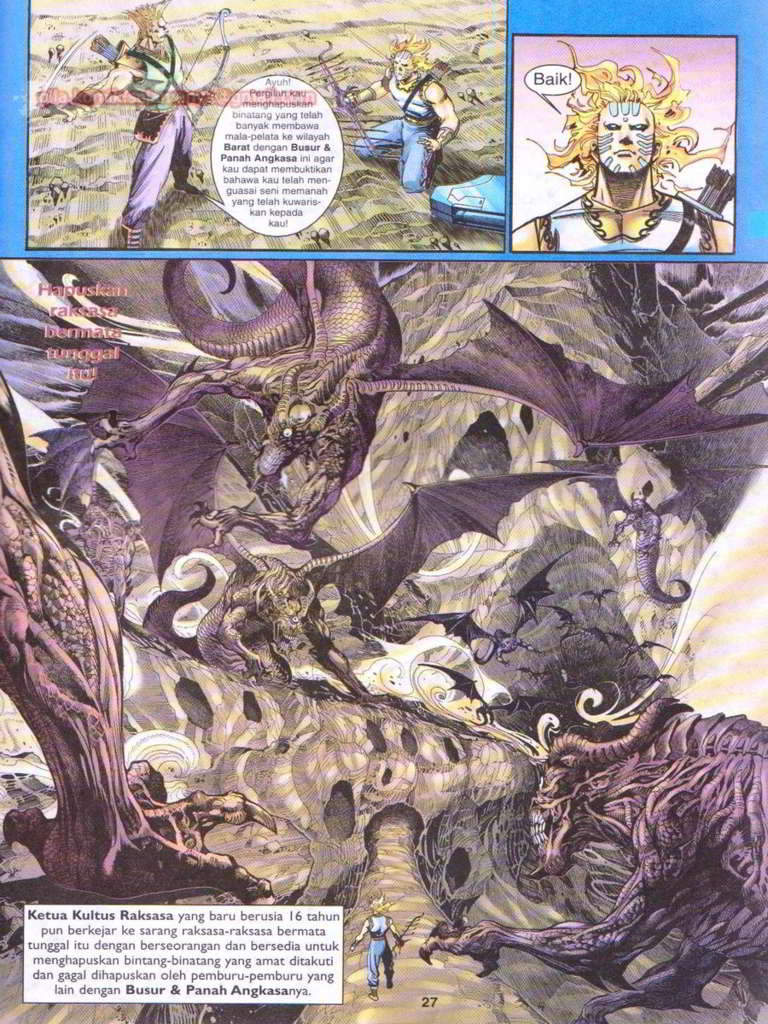 Ayuh!
Pergilah kau
menghapuskan
binatang yang telah
banyak membawa
mala-pelata ke wilayah
Barat dengan Busur &
Panah Angkasa ini agar
kau dapat membuktikan
bahawa kau telah men-
guasai seni memanah
yang telah kuwaris-
kan kepada
kau!
Baik!
Hapuskan
raksasa
bermata
tunggal
itu!
Ketua Kultus Raksasa yang baru berusia 16 tahun
pun berkejar ke sarang raksasa-raksasa bermata
tunggal itu dengan berseorangan dan bersedia untuk
menghapuskan bintang-binatang yang amat ditakuti
dan gagal dihapuskan oleh pemburu-pemburu yang
lain dengan Busur & Panah Angkasanya.
27